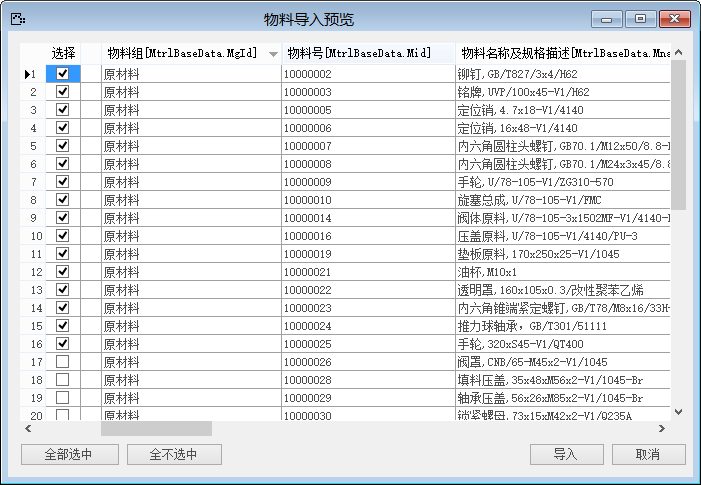 物料导入预览
选择 物料组[MtrlBaseData.MgId] 物料号[MtrlBaseData.Mid] 物料名称及规格描述[MtrlBaseData.Mna
1 原材料 10000002 铆钉,GB/T827/3x4/H62
2 原材料 10000003 铭牌,UVP/100x45-V1/H62
3 原材料 10000005 定位销,4.7x18-V1/4140
4 原材料 10000006 定位销,16x48-V1/4140
5 原材料 10000007 内六角圆柱头螺钉,GB70.1/M12x50/8.8-
6 原材料 10000008 内六角圆柱头螺钉,GB70.1/M24x3x45/8.8
7 原材料 10000009 手轮,U/78-105-V1/ZG310-570
8 原材料 10000010 旋塞总成,U/78-105-V1/FMC
9 原材料 10000014 阀体原料,U/78-105-3x1502MF-V1/4140-
10 原材料 10000016 压盖原料,U/78-105-V1/4140/PU-3
11 原材料 10000019 垫板原料,170x250x25-V1/1045
12 原材料 10000021 油杯,M10x1
13 原材料 10000022 透明罩,160x105x0.3/改性聚苯乙烯
14 原材料 10000023 内六角锥端紧定螺钉,GB/T78/M8x16/33H-
15 原材料 10000024 推力球轴承，GB/T301/51111
16 原材料 10000025 手轮,320xS45-V1/QT400
17 原材料 10000026 阀罩,CNB/65-M45x2-V1/1045
18 原材料 10000028 填料压盖,35x48xM56x2-V1/1045-Br
19 原材料 10000029 轴承压盖,56x26xM85x2-V1/1045-Br
20 原材料 10000030 锁紧螺母,73x15xM42x2-V1/Q235A
全部选中 全不选中 导入 取消